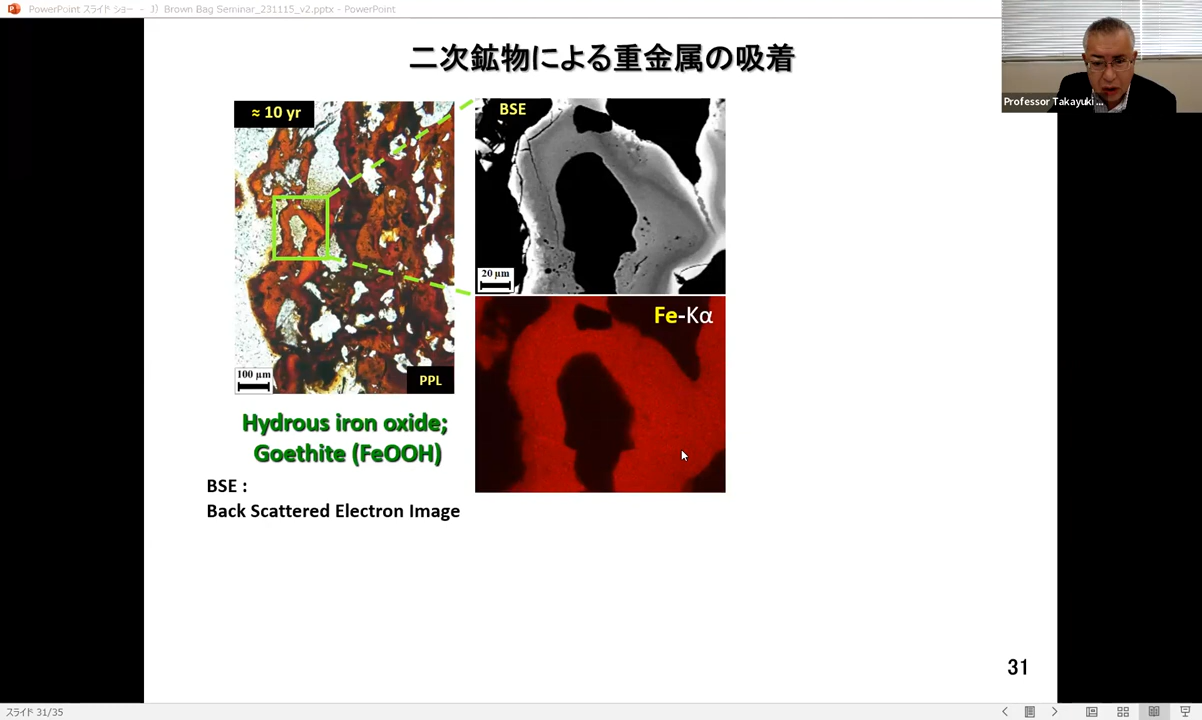 PowerPoint スライド ショー - J) Brown Bag Seminar_231115_v2.pptx - PowerPoint
二次鉱物による重金属の吸着
Professor Takayuki ...
≈ 10 yr
BSE
20 μm
Fe-Kα
100 μm
PPL
Hydrous iron oxide;
Goethite (FeOOH)
BSE :
Back Scattered Electron Image
31
スライド 31/35